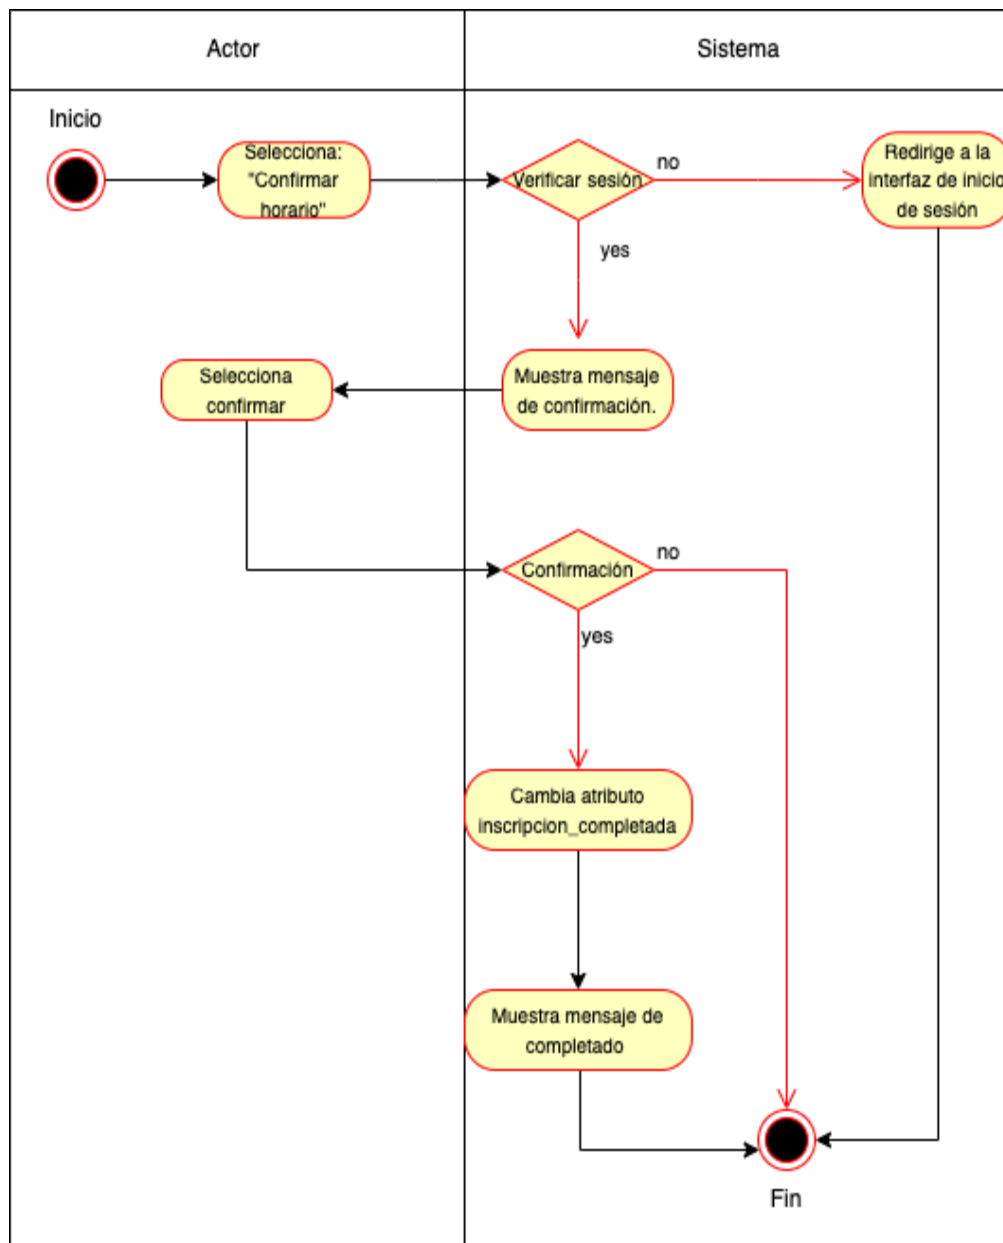 Actor
Sistema
Inicio
Selecciona:
"Confirmar
horario"
Verificar sesión
no
Redirige a la
interfaz de inicio
de sesión
yes
Selecciona
confirmar
Muestra mensaje
de confirmación.
Confirmación
no
yes
Cambia atributo
inscripcion_completada
Muestra mensaje de
completado
Fin